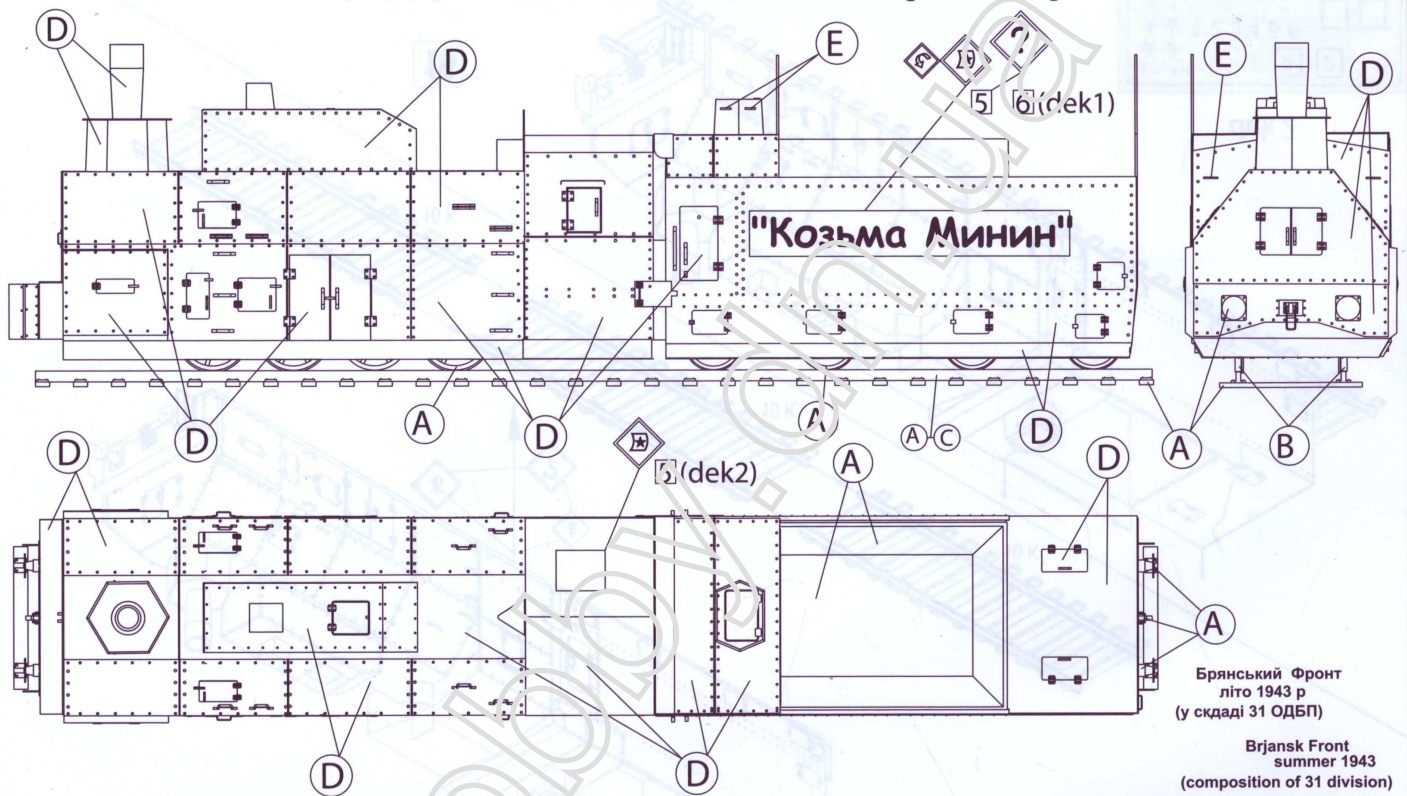 D
D
E
5 6 (dek1)
E
D
"Козьма Минин"
D
A
D
A
A C
D
A
B
D
6 (dek2)
A
D
A
D
D
Брянський Фронт
літо 1943 р
(у скдаді 31 ОДБП)
Brjansk Front
summer 1943
(composition of 31 division)